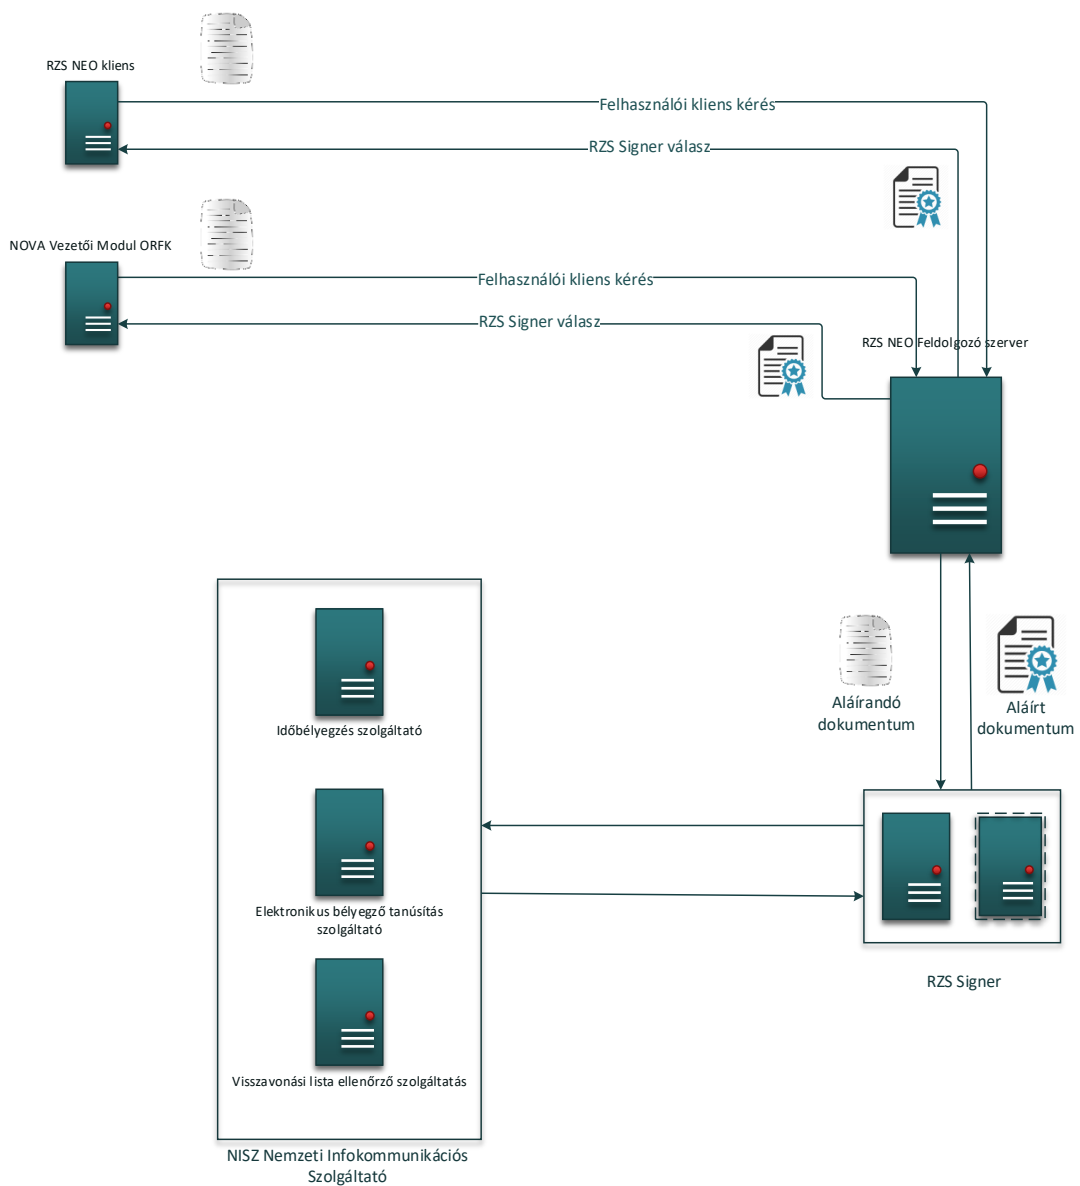 RZS NEO kliens
Felhasználói kliens kérés
RZS Signer válasz
NOVA Vezetői Modul ORFK
Felhasználói kliens kérés
RZS Signer válasz
RZS NEO Feldolgozó szerver
Aláírandó
dokumentum
Aláírt
dokumentum
Időbélyegzés szolgáltató
Elektronikus bélyegző tanúsítás
szolgáltató
RZS Signer
Visszavonási lista ellenőrző szolgáltatás
NISZ Nemzeti Infokommunikációs
Szolgáltató